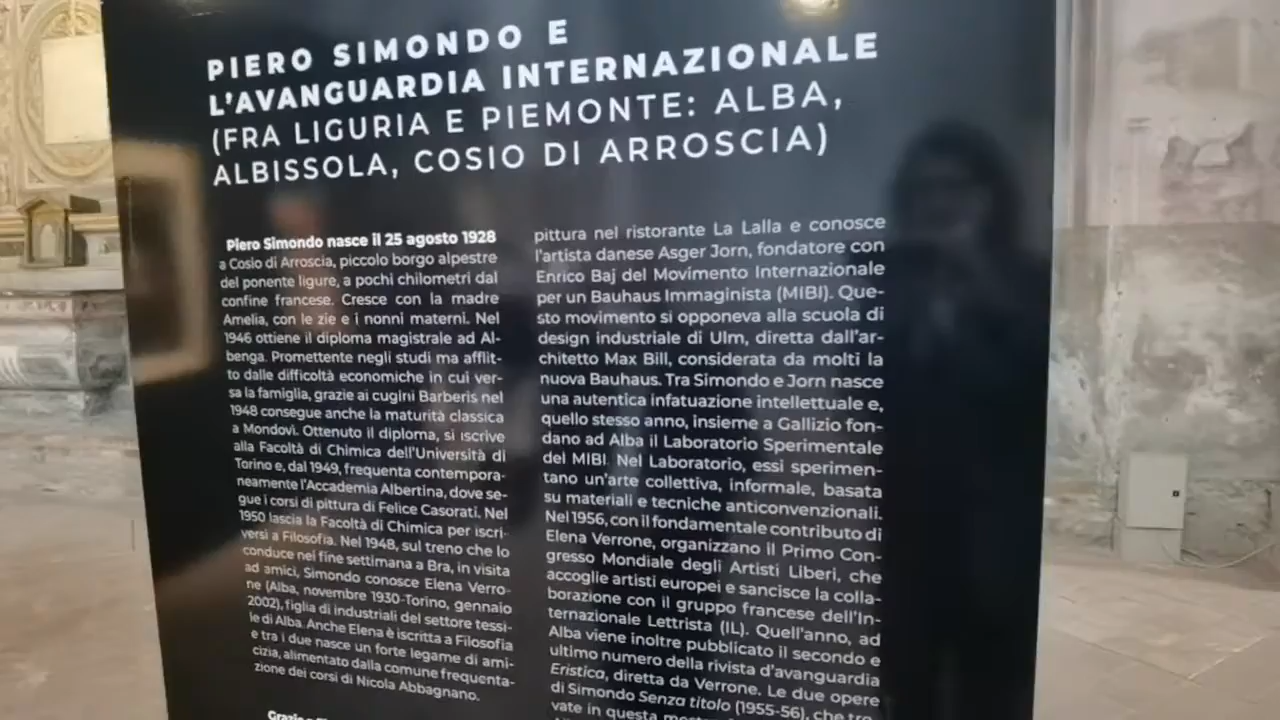 PIERO SIMONDO E
L'AVANGUARDIA INTERNAZIONALE
(FRA LIGURIA E PIEMONTE: ALBA,
ALBISSOLA, COSIO DI ARROSCIA)
Piero Simondo nasce il 25 agosto 1928
a Cosio di Arroscia, piccolo borgo alpestre
del ponente ligure, a pochi chilometri dal
confine francese. Cresce con la madre
Amelia, con le zie e i nonni materni. Nel
1946 ottiene il diploma magistrale ad Al-
benga. Promettente negli studi ma afflit-
to dalle difficoltà economiche in cui ver-
sa la famiglia, grazie ai cugini Barberis nel
1948 consegue anche la maturità classica
a Mondovì. Ottenuto il diploma, si iscrive
alla Facoltà di Chimica dell'Università di
Torino e, dal 1949, frequenta contempora-
neamente l'Accademia Albertina, dove se-
gue i corsi di pittura di Felice Casorati. Nel
1950 lascia la Facoltà di Chimica per iscri-
versi a Filosofia. Nel 1948, sul treno che lo
conduce nel fine settimana a Bra, in visita
ad amici, Simondo conosce Elena Verro-
ne (Alba, novembre 1930-Torino, gennaio
2002), figlia di industriali del settore tessi-
le di Alba. Anche Elena è iscritta a Filosofia
e tra i due nasce un forte legame di ami-
cizia, alimentato dalla comune frequenta-
zione dei corsi di Nicola Abbagnano.
pittura nel ristorante La Lalla e conosce
l'artista danese Asger Jorn, fondatore con
Enrico Baj del Movimento Internazionale
per un Bauhaus Immaginista (MIBI). Que-
sto movimento si opponeva alla scuola di
design industriale di Ulm, diretta dall'ar-
chitetto Max Bill, considerata da molti la
nuova Bauhaus. Tra Simondo e Jorn nasce
una autentica infatuazione intellettuale e,
quello stesso anno, insieme a Gallizio fon-
dano ad Alba il Laboratorio Sperimentale
del MIBI. Nel Laboratorio, essi sperimen-
tano un'arte collettiva, informale, basata
su materiali e tecniche anticonvenzionali.
Nel 1956, con il fondamentale contributo di
Elena Verrone, organizzano il Primo Con-
gresso Mondiale degli Artisti Liberi, che
accoglie artisti europei e sancisce la colla-
borazione con il gruppo francese dell'In-
ternazionale Lettrista (IL). Quell'anno, ad
Alba viene inoltre pubblicato il secondo e
ultimo numero della rivista d'avanguardia
Eristica, diretta da Verrone. Le due opere
di Simondo Senza titolo (1955-56), che tro-
vate in questa